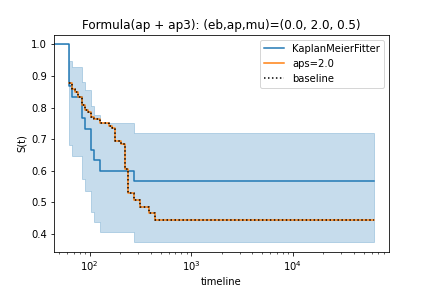 Formula(ap + ap3): (eb,ap,mu)=(0.0, 2.0, 0.5)
KaplanMeierFitter
aps=2.0
baseline
S(t)
1.0
0.9
0.8
0.7
0.6
0.5
0.4
10² 10³ 10⁴
timeline